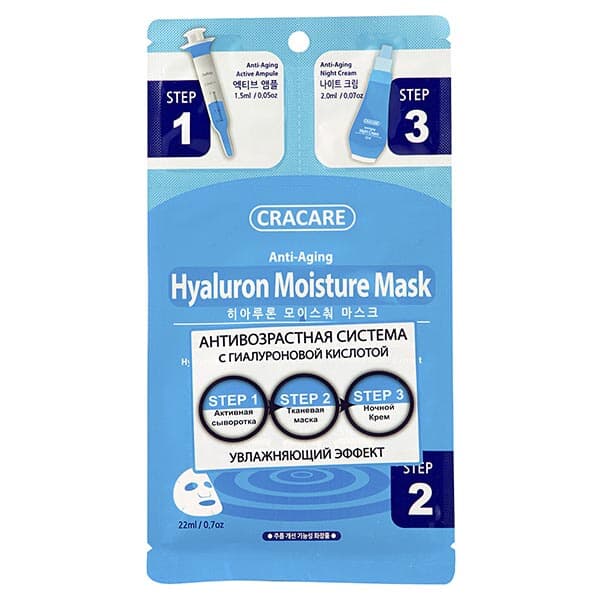 STEP
1
Anti-Aging
Active Ampule
엑티브 앰플
1,5ml / 0,05oz
Anti-Aging
Night Cream
나이트 크림
2.0ml / 0,07oz
STEP
3
CRACARE
Anti-Aging
Hyaluron Moisture Mask
히아루론 모이스춰 마스크
АНТИВОЗРАСТНАЯ СИСТЕМА
С ГИАЛУРОНОВОЙ КИСЛОТОЙ
STEP 1
Активная
сыворотка
STEP 2
Тканевая
маска
STEP 3
Ночной
Крем
УВЛАЖНЯЮЩИЙ ЭФФЕКТ
STEP
2
22ml / 0,7oz
주름 개선 기능성 화장품